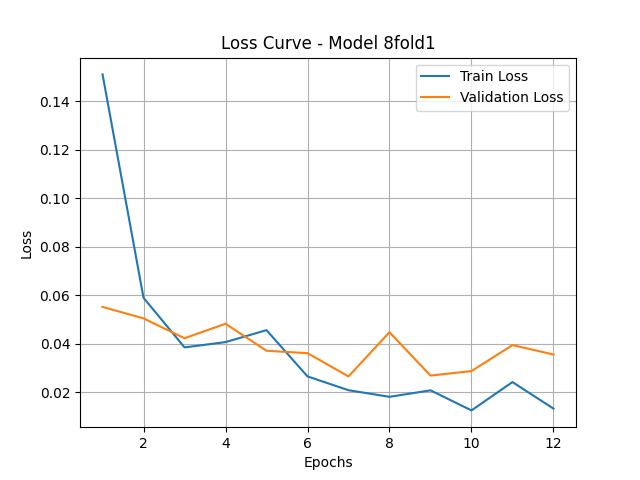 Loss Curve - Model 8fold1
Train Loss
Validation Loss
0.14
0.12
0.10
0.08
0.06
0.04
0.02
Loss
2 4 6 8 10 12
Epochs